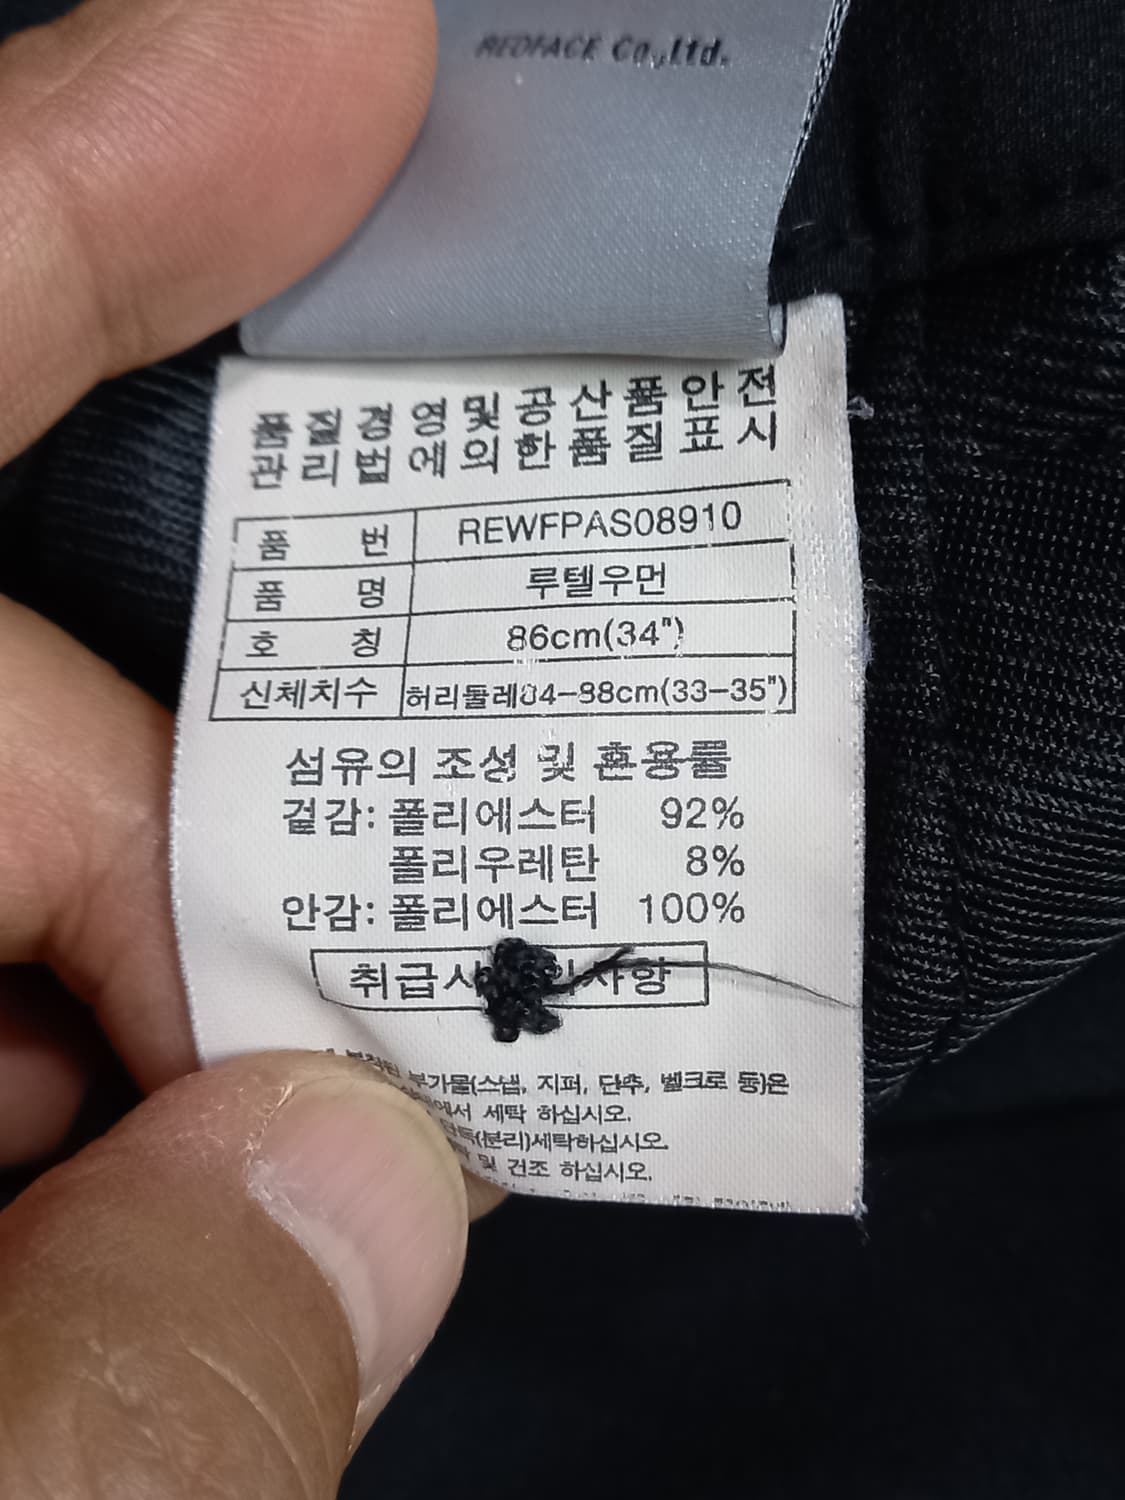 REDFACE Co.,Ltd.
품질경영및공산품안전
관리법에의한품질표시
품 번 REWFPAS08910
품 명 루텔우먼
호 칭 86cm(34")
신체치수 허리둘레84-88cm(33-35")
섬유의 조성 및 혼용률
겉감: 폴리에스터 92%
폴리우레탄 8%
안감: 폴리에스터 100%
취급시 사항
부가물(스냅, 지퍼, 단추, 벨크로 등)은
세탁 하십시오.
단독(분리)세탁하십시오.
및 건조 하십시오.